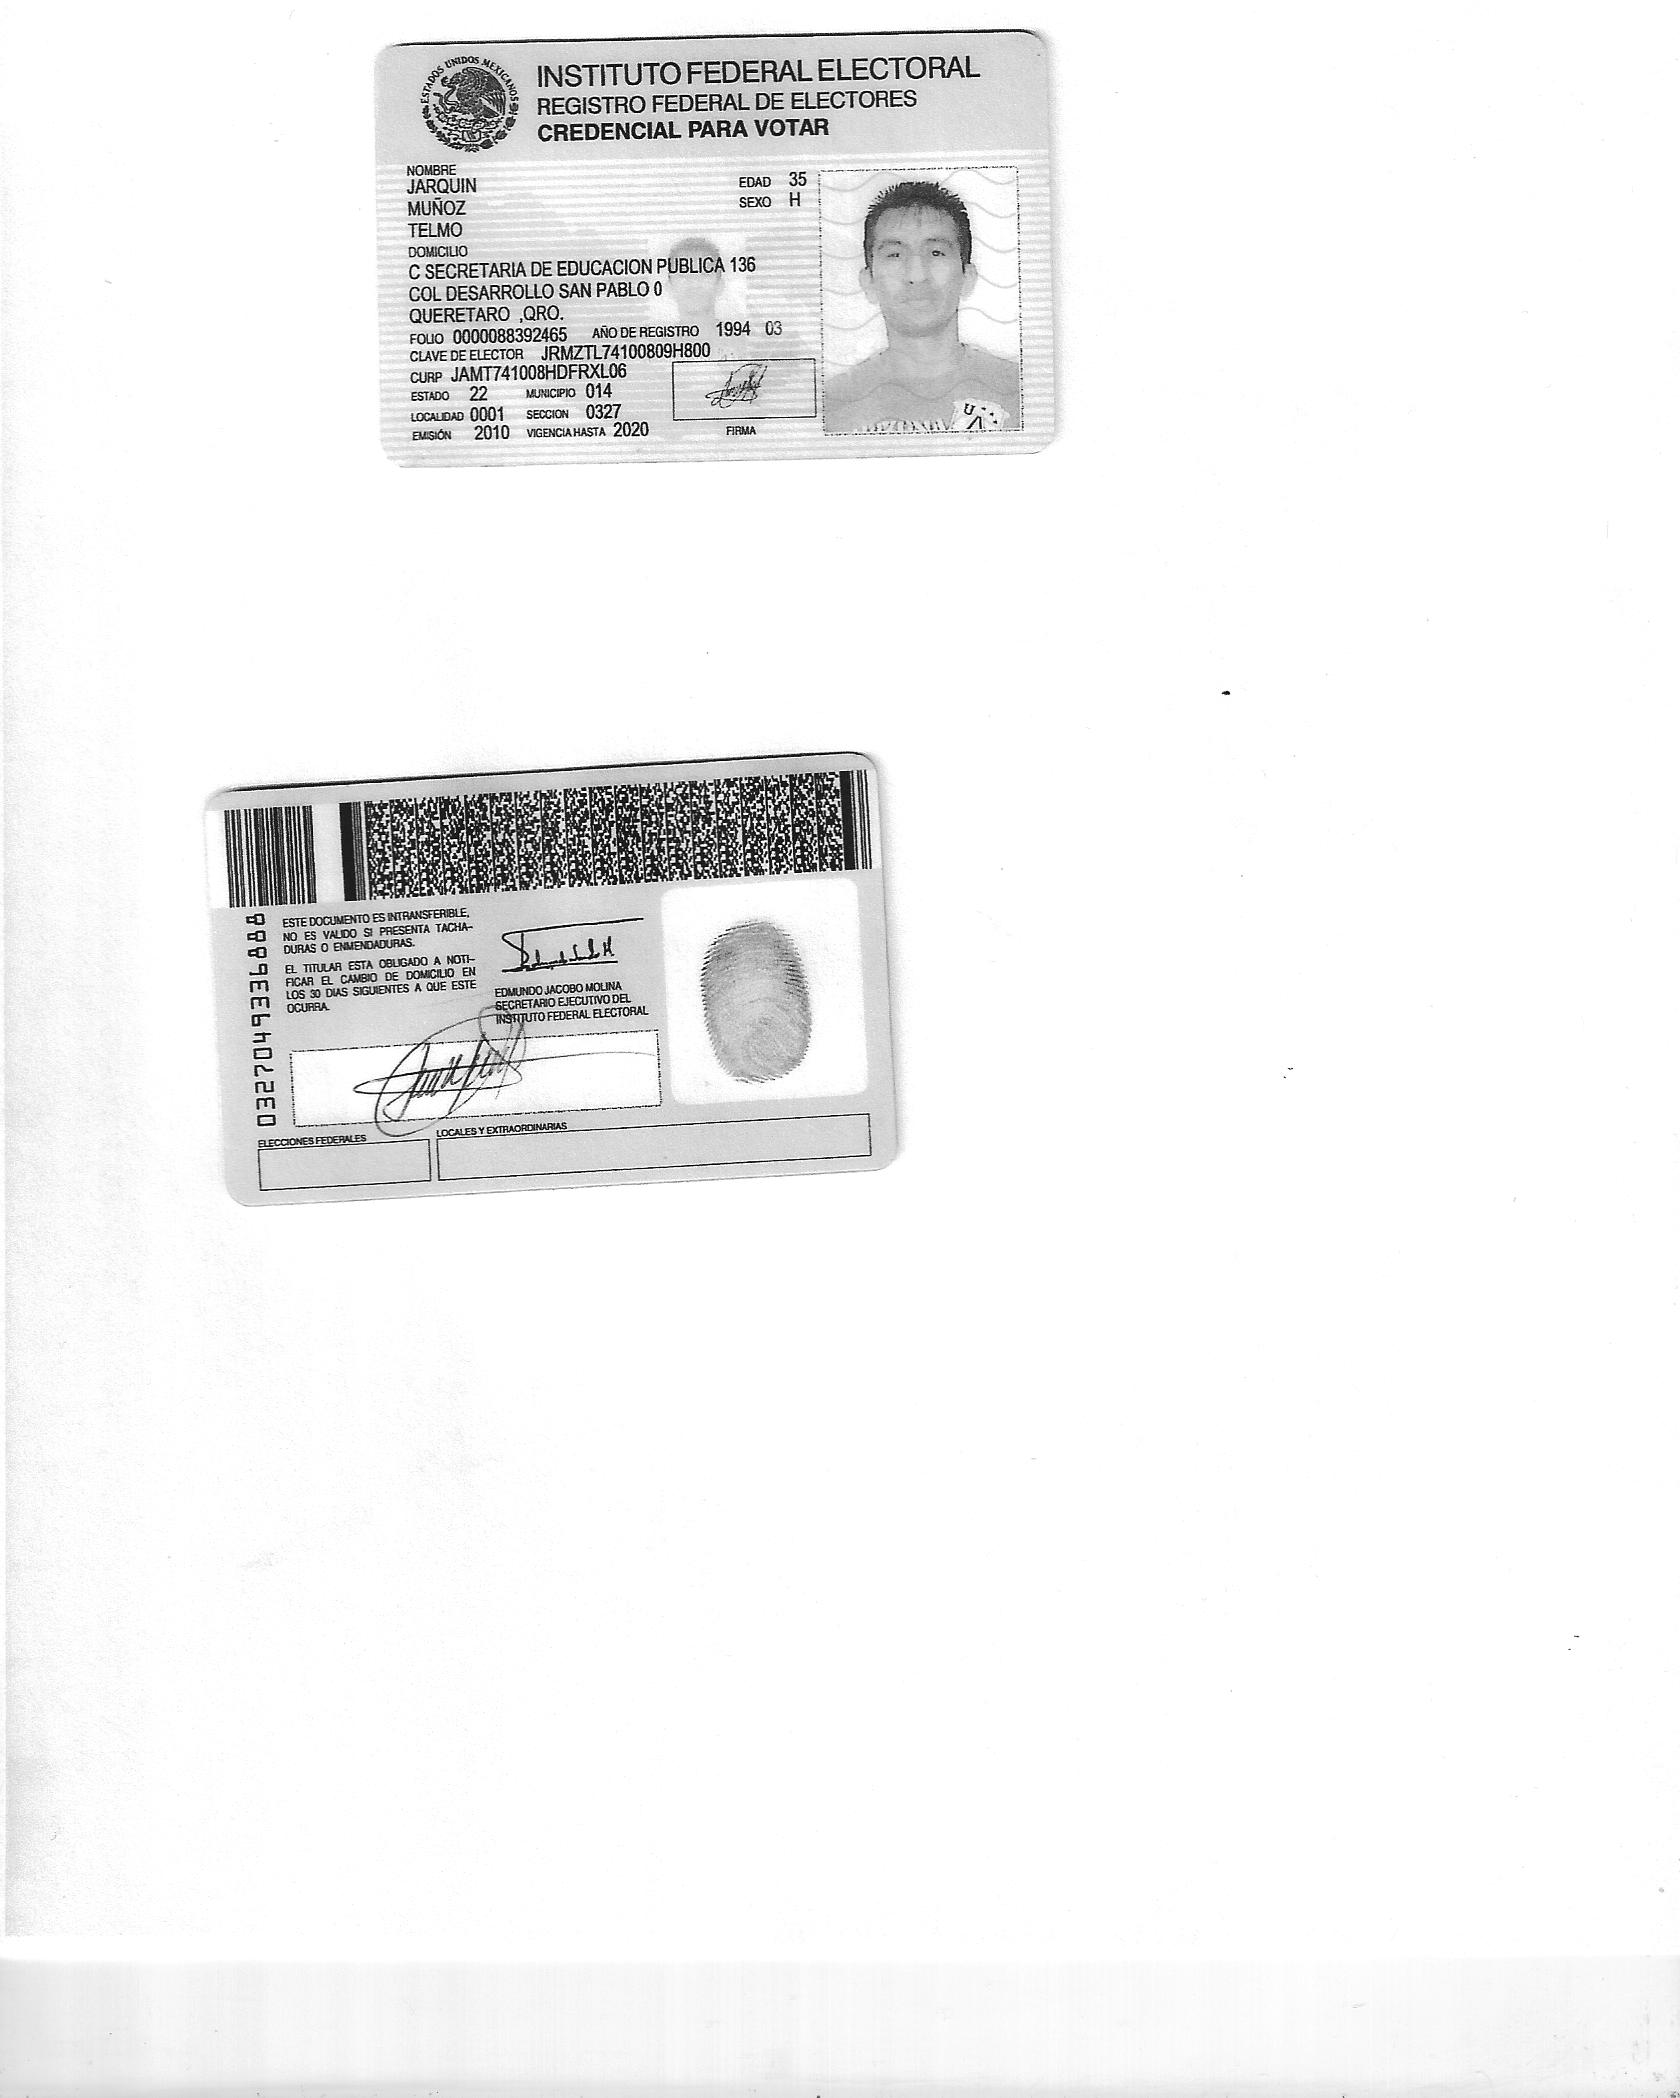 ESTADOS UNIDOS MEXICANOS
INSTITUTO FEDERAL ELECTORAL
REGISTRO FEDERAL DE ELECTORES
CREDENCIAL PARA VOTAR
NOMBRE
JARQUIN
MUÑOZ
TELMO
EDAD 35
SEXO H
DOMICILIO
C SECRETARIA DE EDUCACION PUBLICA 136
COL DESARROLLO SAN PABLO 0
QUERETARO ,QRO.
FOLIO 0000088392465 AÑO DE REGISTRO 1994 03
CLAVE DE ELECTOR JRMZTL74100809H800
CURP JAMT741008HDFRXL06
ESTADO 22 MUNICIPIO 014
LOCALIDAD 0001 SECCION 0327
EMISIÓN 2010 VIGENCIA HASTA 2020 FIRMA
0327049336888
ESTE DOCUMENTO ES INTRANSFERIBLE,
NO ES VALIDO SI PRESENTA TACHA-
DURAS O ENMENDADURAS.
EL TITULAR ESTA OBLIGADO A NOTI-
FICAR EL CAMBIO DE DOMICILIO EN
LOS 30 DIAS SIGUIENTES A QUE ESTE
OCURRA.
EDMUNDO JACOBO MOLINA
SECRETARIO EJECUTIVO DEL
INSTITUTO FEDERAL ELECTORAL
ELECCIONES FEDERALES
LOCALES Y EXTRAORDINARIAS